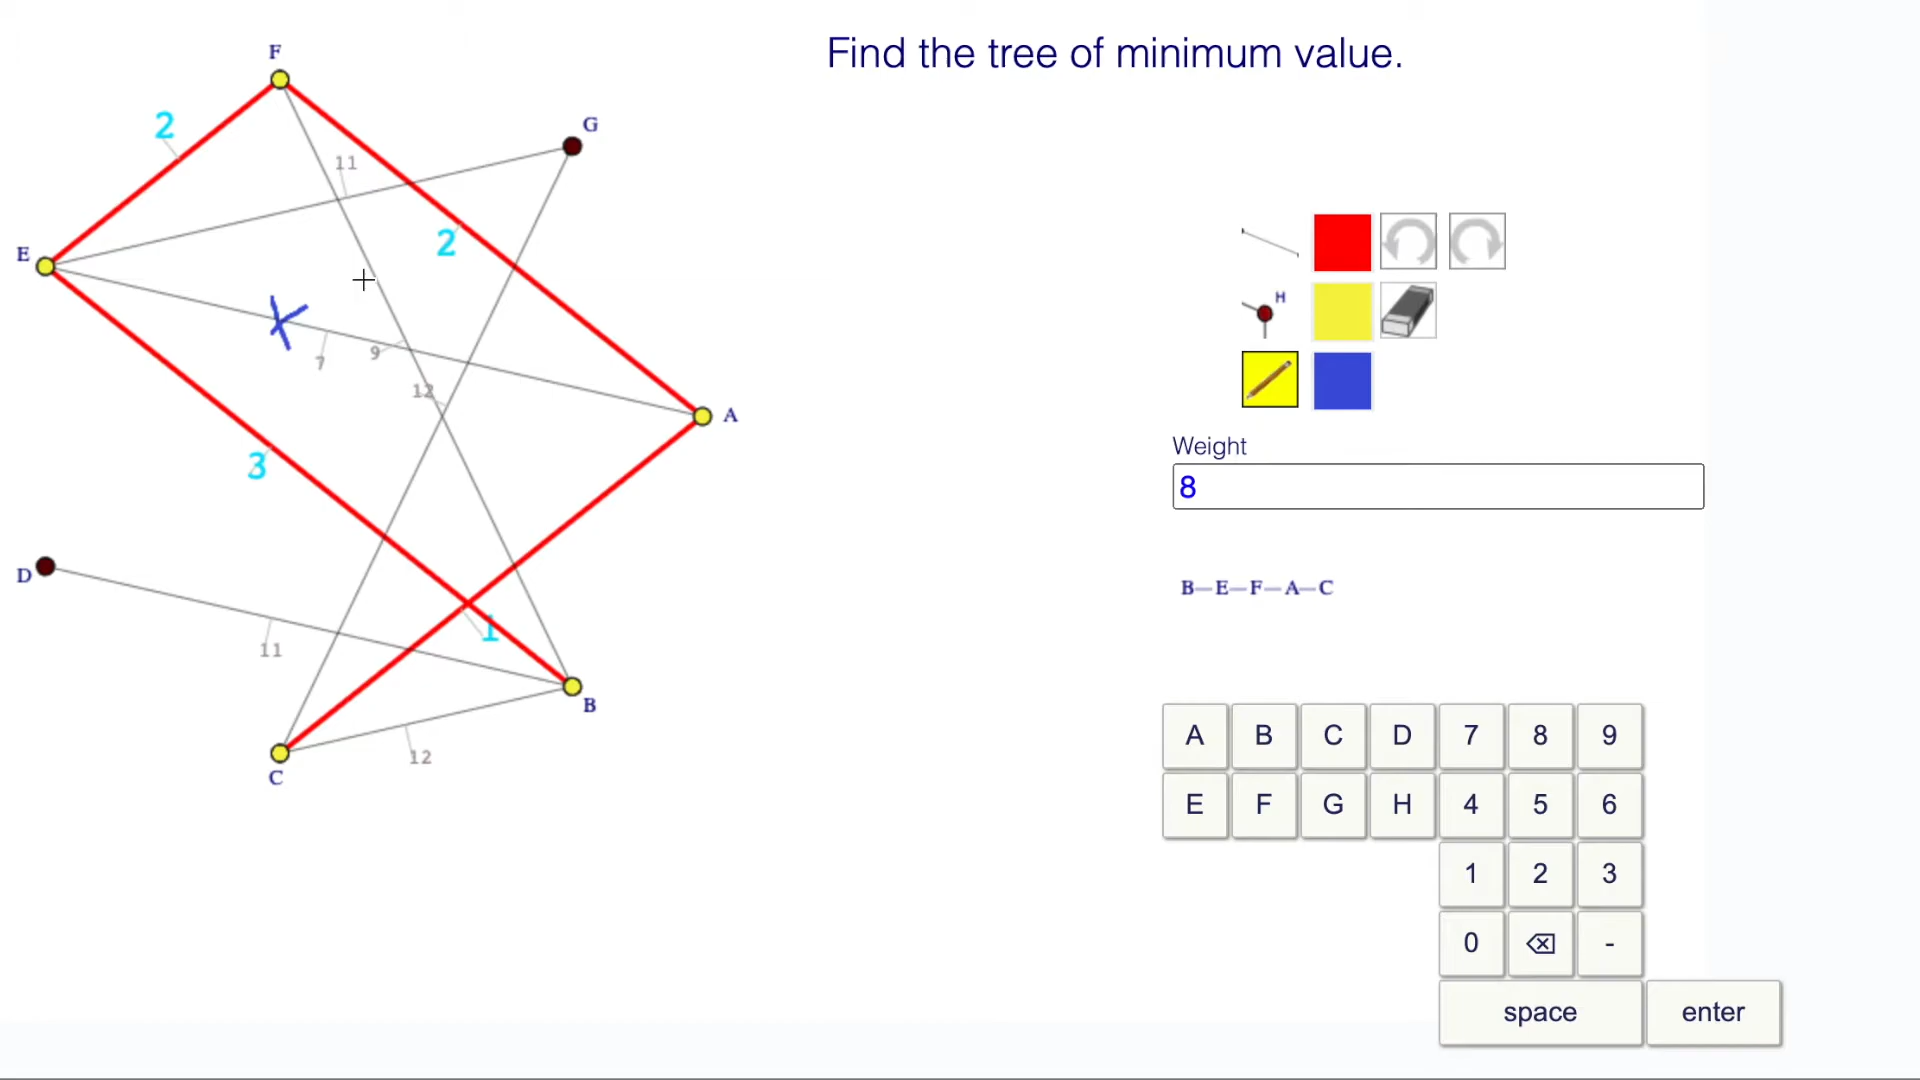 Find the tree of minimum value.
F
G
2
11
2
E
H
7
9
12
A
Weight
8
3
D
B—E—F—A—C
1
11
B
12
C
A B C D 7 8 9
E F G H 4 5 6
1 2 3
0 -
space enter